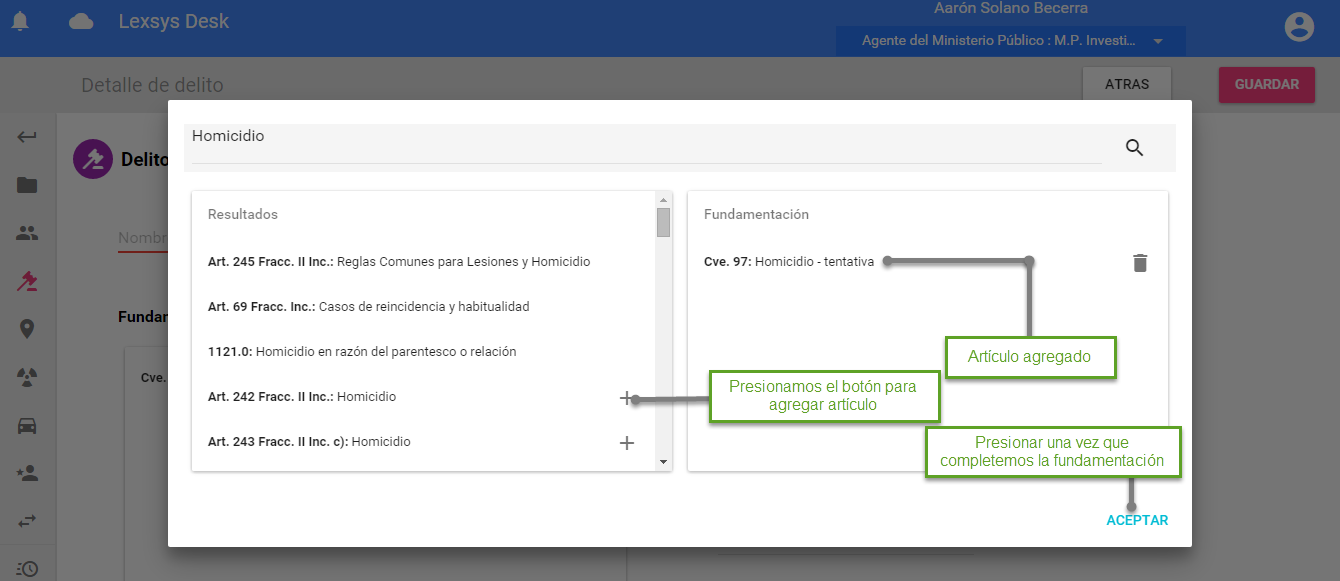 Lexsys Desk
Aarón Solano Becerra
Agente del Ministerio Público : M.P. Investi...
Detalle de delito
ATRAS
GUARDAR
Delito
Nombr
Fundar
Cve.
Homicidio
Resultados
Art. 245 Fracc. II Inc.: Reglas Comunes para Lesiones y Homicidio
Art. 69 Fracc. Inc.: Casos de reincidencia y habitualidad
1121.0: Homicidio en razón del parentesco o relación
Art. 242 Fracc. II Inc.: Homicidio
Art. 243 Fracc. II Inc. c): Homicidio
Fundamentación
Cve. 97: Homicidio - tentativa
Artículo agregado
Presionamos el botón para
agregar artículo
Presionar una vez que
completemos la fundamentación
ACEPTAR